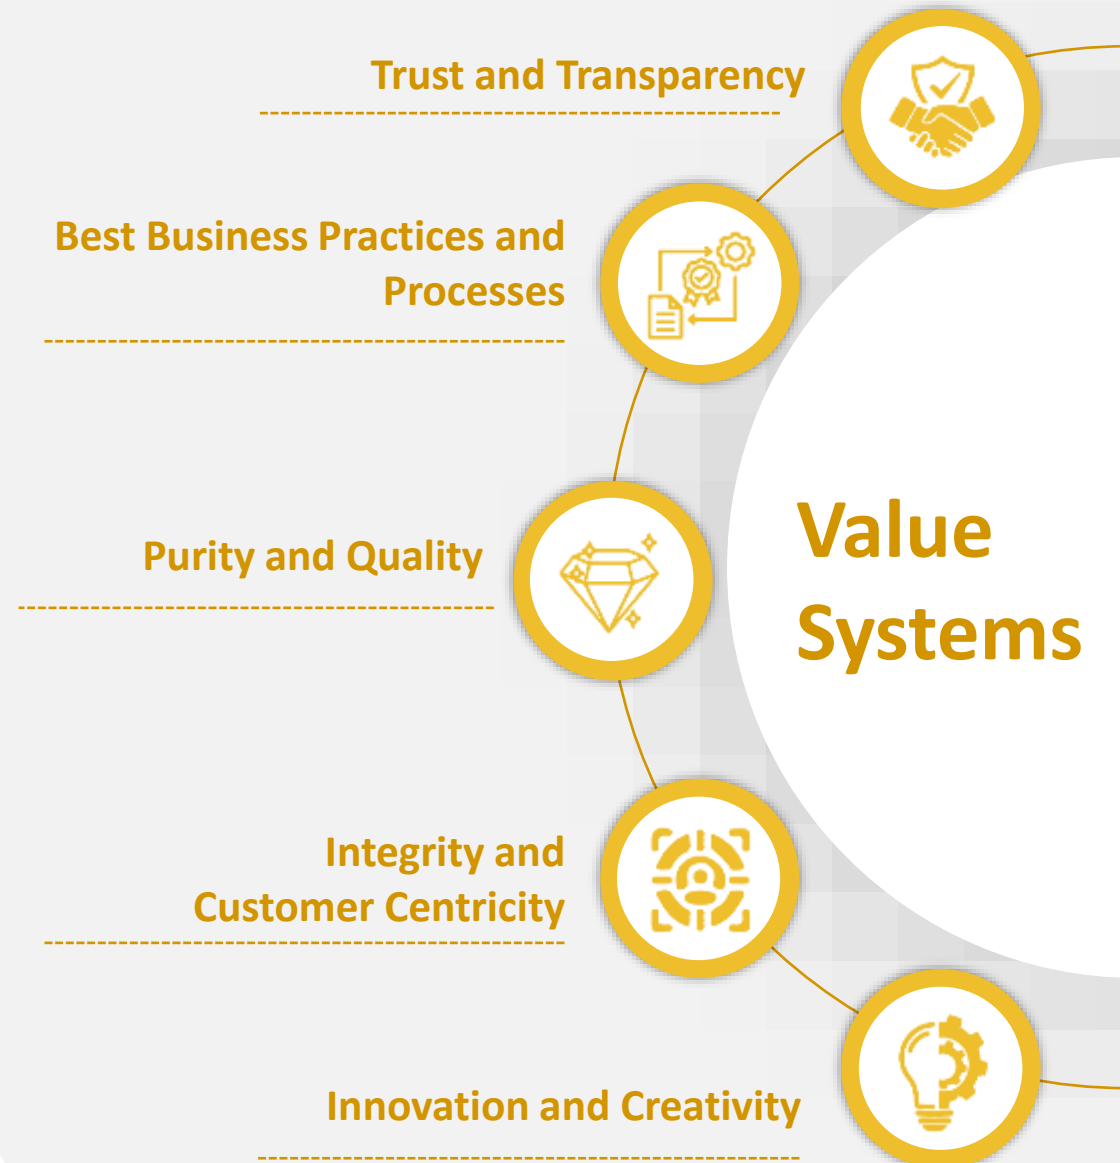 Trust and Transparency
Best Business Practices and
Processes
Purity and Quality
Value
Systems
Integrity and
Customer Centricity
Innovation and Creativity